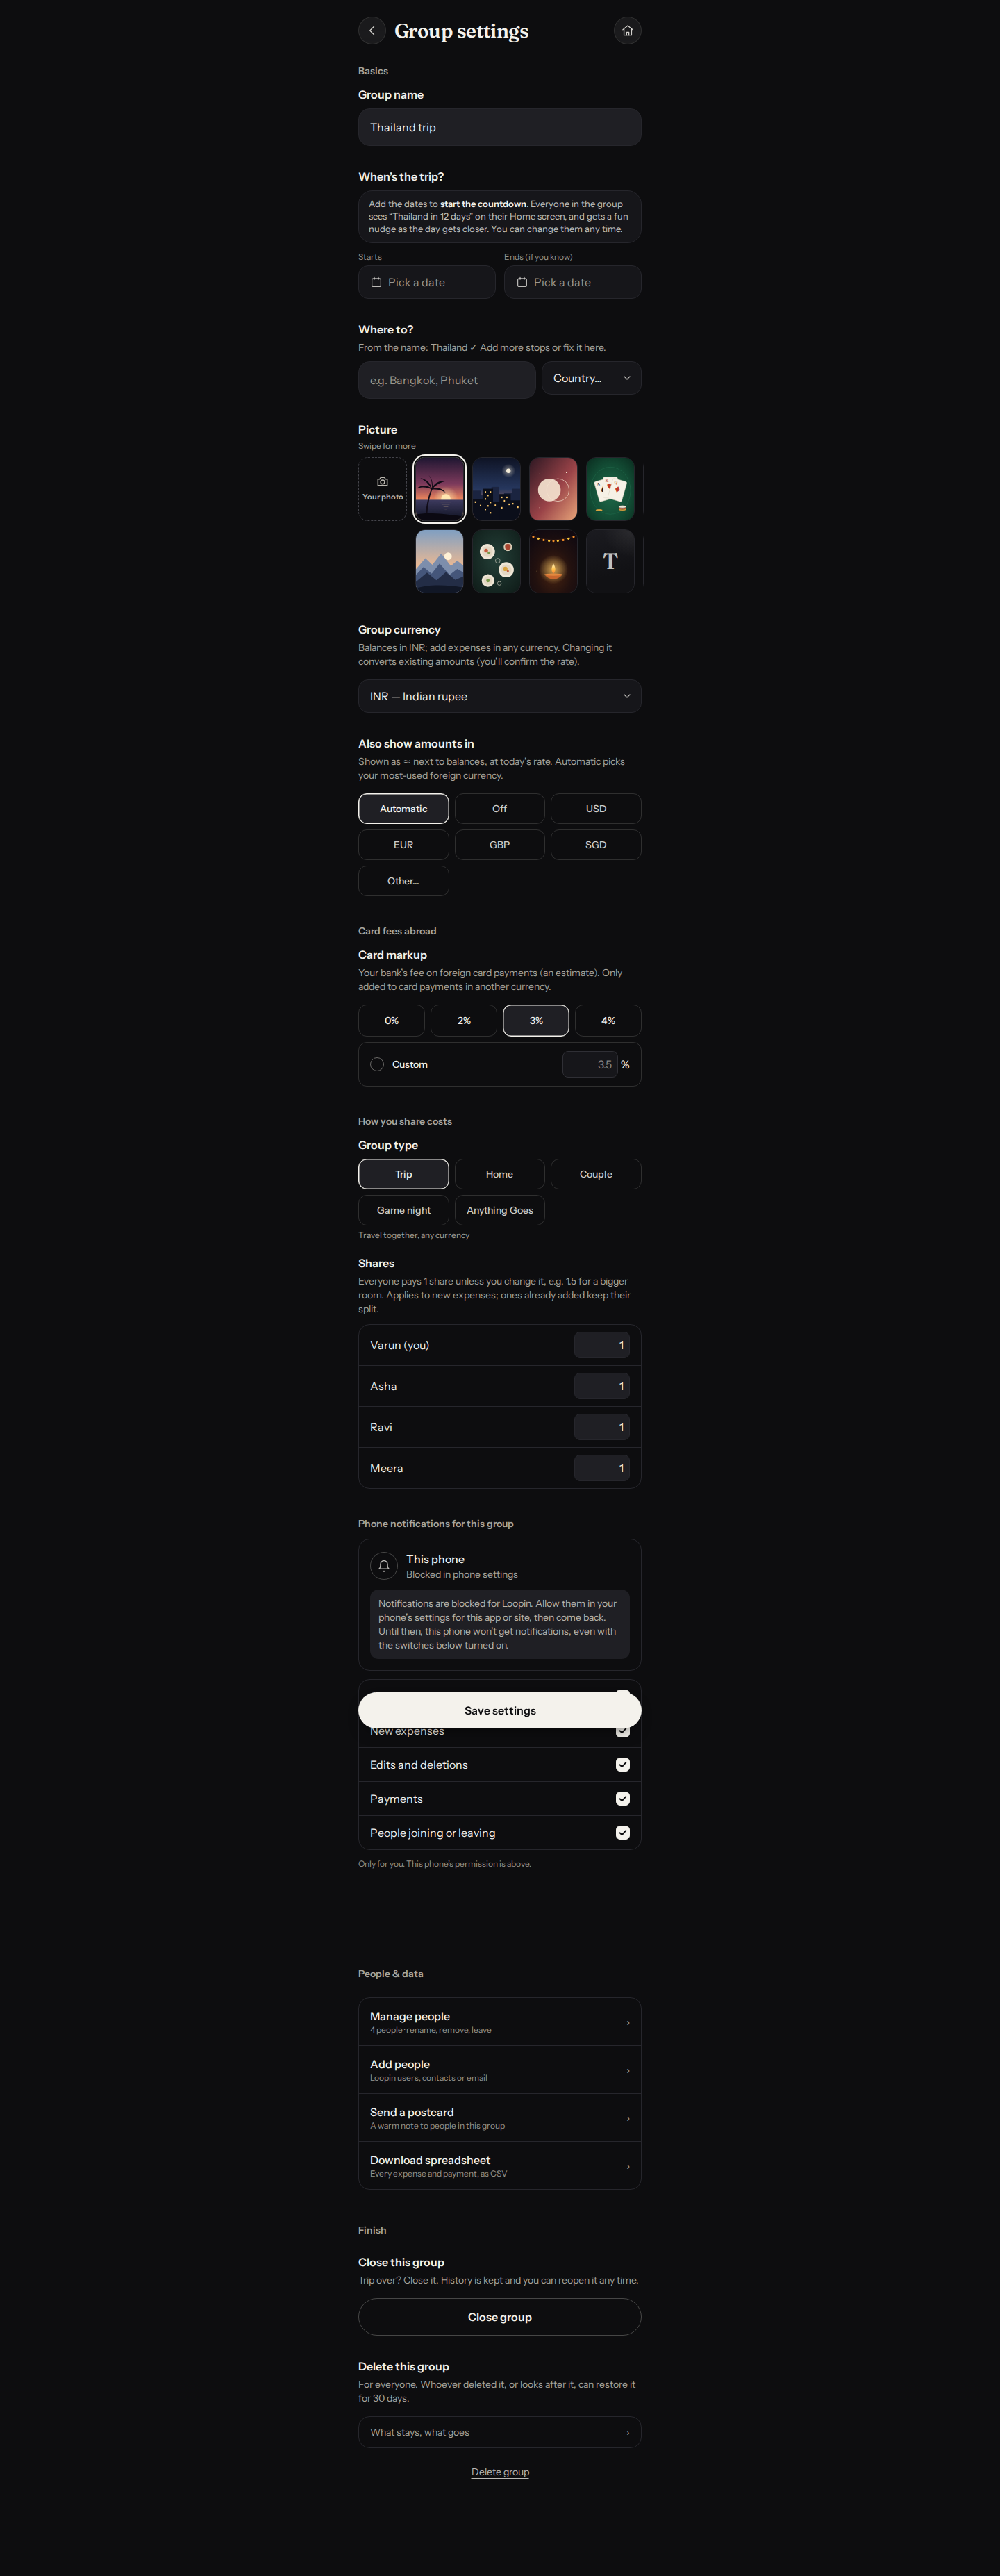 Group settings
Basics
Group name
Thailand trip
When's the trip?
Add the dates to start the countdown. Everyone in the group
sees “Thailand in 12 days” on their Home screen, and gets a fun
nudge as the day gets closer. You can change them any time.
Starts
Ends (if you know)
Pick a date
Pick a date
Where to?
From the name: Thailand ✓ Add more stops or fix it here.
e.g. Bangkok, Phuket
Country…
Picture
Swipe for more
Your photo
T
Group currency
Balances in INR; add expenses in any currency. Changing it
converts existing amounts (you'll confirm the rate).
INR — Indian rupee
Also show amounts in
Shown as ≈ next to balances, at today's rate. Automatic picks
your most-used foreign currency.
Automatic
Off
USD
EUR
GBP
SGD
Other…
Card fees abroad
Card markup
Your bank's fee on foreign card payments (an estimate). Only
added to card payments in another currency.
0%
2%
3%
4%
Custom
3.5 %
How you share costs
Group type
Trip
Home
Couple
Game night
Anything Goes
Travel together, any currency
Shares
Everyone pays 1 share unless you change it, e.g. 1.5 for a bigger
room. Applies to new expenses; ones already added keep their
split.
Varun (you)
1
Asha
1
Ravi
1
Meera
1
Phone notifications for this group
This phone
Blocked in phone settings
Notifications are blocked for Loopin. Allow them in your
phone's settings for this app or site, then come back.
Until then, this phone won't get notifications, even with
the switches below turned on.
Save settings
New expenses
Edits and deletions
Payments
People joining or leaving
Only for you. This phone's permission is above.
People & data
Manage people
4 people · rename, remove, leave
›
Add people
Loopin users, contacts or email
›
Send a postcard
A warm note to people in this group
›
Download spreadsheet
Every expense and payment, as CSV
›
Finish
Close this group
Trip over? Close it. History is kept and you can reopen it any time.
Close group
Delete this group
For everyone. Whoever deleted it, or looks after it, can restore it
for 30 days.
What stays, what goes
›
Delete group